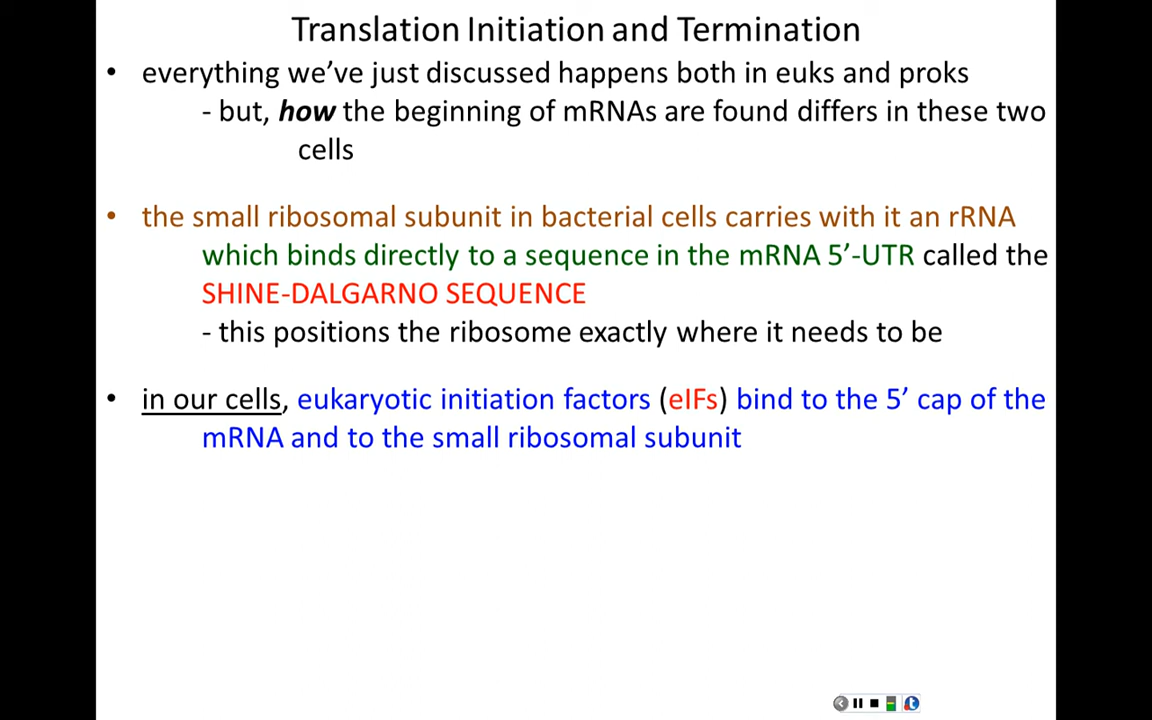 Translation Initiation and Termination
• everything we’ve just discussed happens both in euks and proks
- but, how the beginning of mRNAs are found differs in these two
cells
• the small ribosomal subunit in bacterial cells carries with it an rRNA
which binds directly to a sequence in the mRNA 5’-UTR called the
SHINE-DALGARNO SEQUENCE
- this positions the ribosome exactly where it needs to be
• in our cells, eukaryotic initiation factors (eIFs) bind to the 5’ cap of the
mRNA and to the small ribosomal subunit